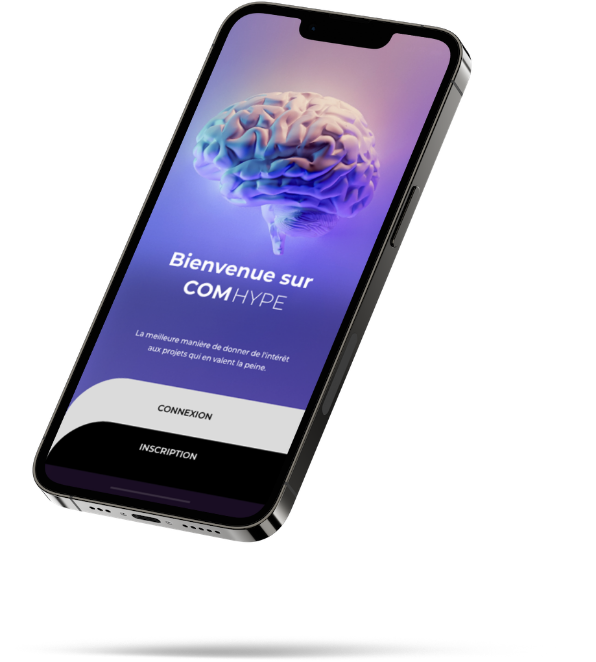 Bienvenue sur
COMHYPE
La meilleure manière de donner de l'intérêt
aux projets qui en valent la peine.
CONNEXION
INSCRIPTION